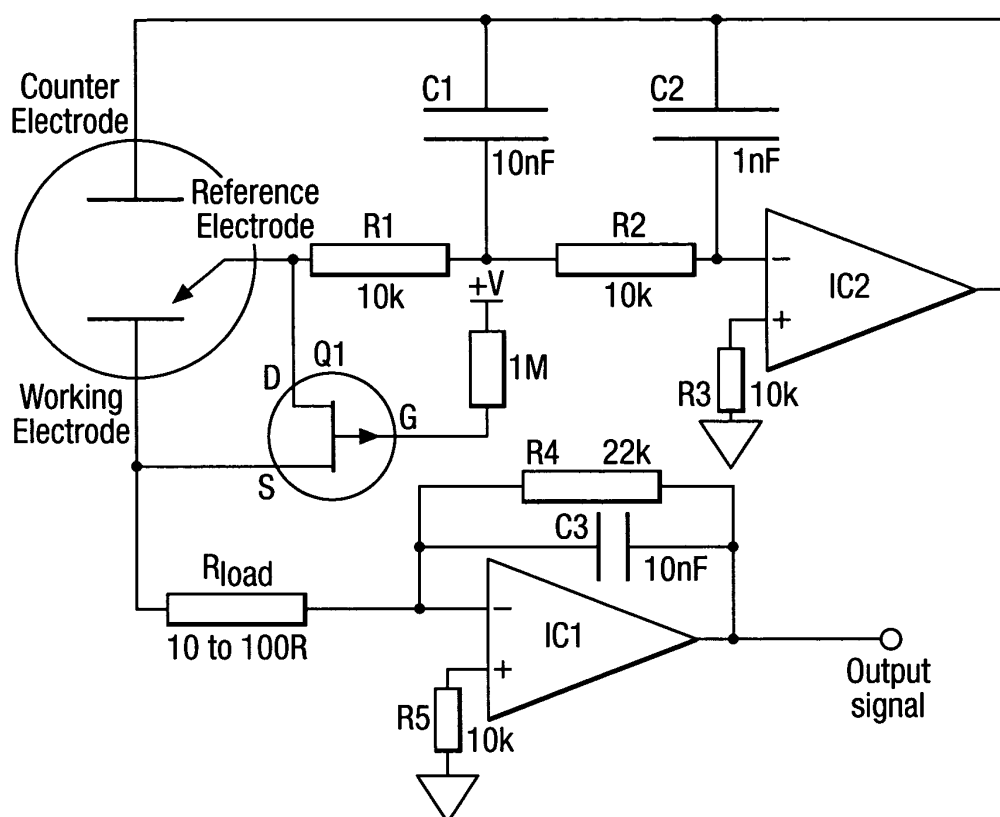 Counter
Electrode
C1
10nF
C2
1nF
Reference
Electrode
R1
10k
R2
10k
−
+
IC2
R3
10k
+V
1M
Q1
D
G
S
Working
Electrode
R4 22k
C3
10nF
Rload
10 to 100R
−
+
IC1
R5
10k
Output
signal